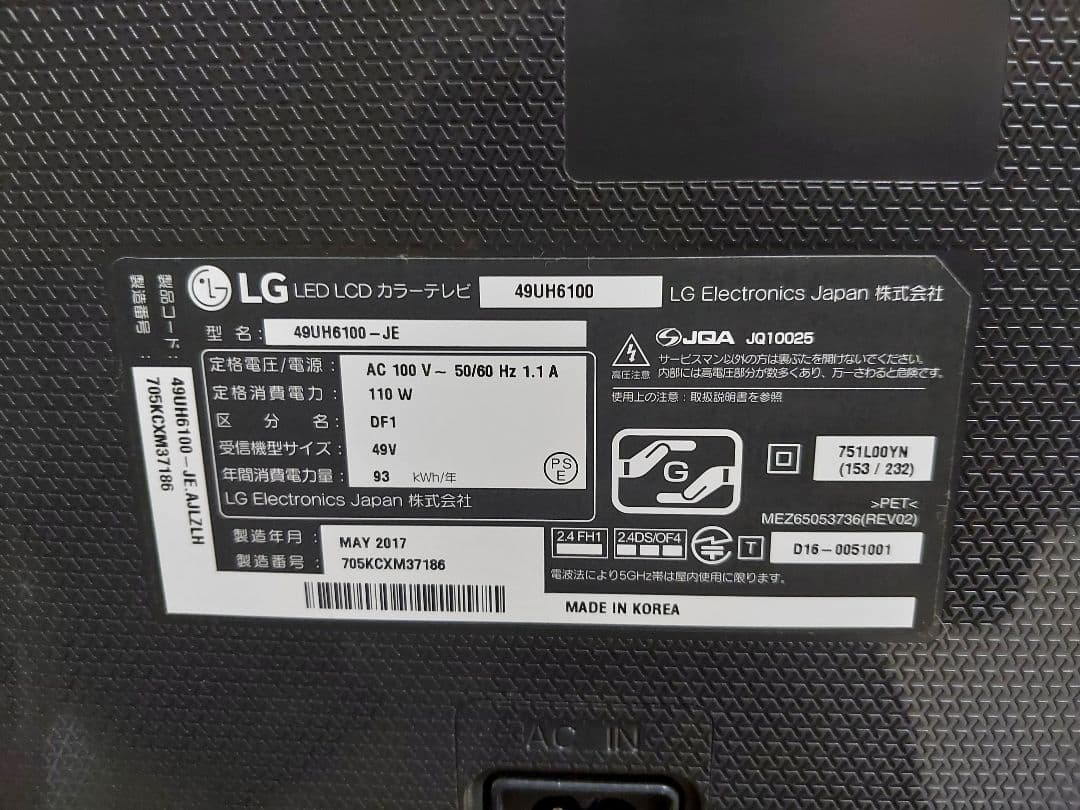 製品コード :
製造番号 :
49UH6100-JE.AJLZLH
705KCXM37186
LG LED LCD カラーテレビ 49UH6100 LG Electronics Japan 株式会社
型 名 : 49UH6100-JE
定格電圧/電源 : AC 100 V~ 50/60 Hz 1.1 A
定格消費電力 : 110 W
区 分 名 : DF1
受信機型サイズ : 49V
年間消費電力量 : 93 kWh/年
PS
E
LG Electronics Japan 株式会社
製造年月 : MAY 2017
製造番号 : 705KCXM37186
JQA JQ10025
高圧注意
サービスマン以外の方は裏ぶたを開けないでください。
内部には高電圧部分が数多くあり、万一さわると危険です。
使用上の注意 : 取扱説明書を参照
G
751L00YN
(153 / 232)
>PET<
MEZ65053736(REV02)
2.4 FH1 2.4DS/OF4 T D16-0051001
電波法により5GHz帯は屋内使用に限ります。
MADE IN KOREA
AC IN